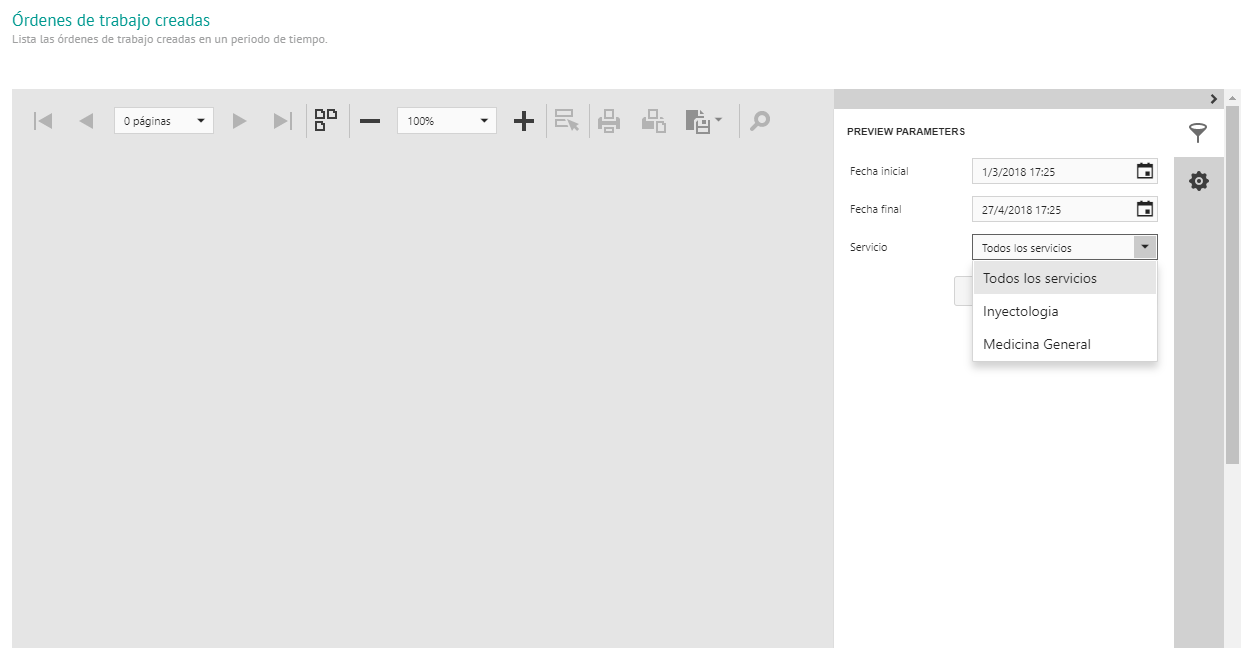 Órdenes de trabajo creadas
Lista las órdenes de trabajo creadas en un periodo de tiempo.
0 páginas
100%
PREVIEW PARAMETERS
Fecha inicial
1/3/2018 17:25
Fecha final
27/4/2018 17:25
Servicio
Todos los servicios
Todos los servicios
Inyectologia
Medicina General